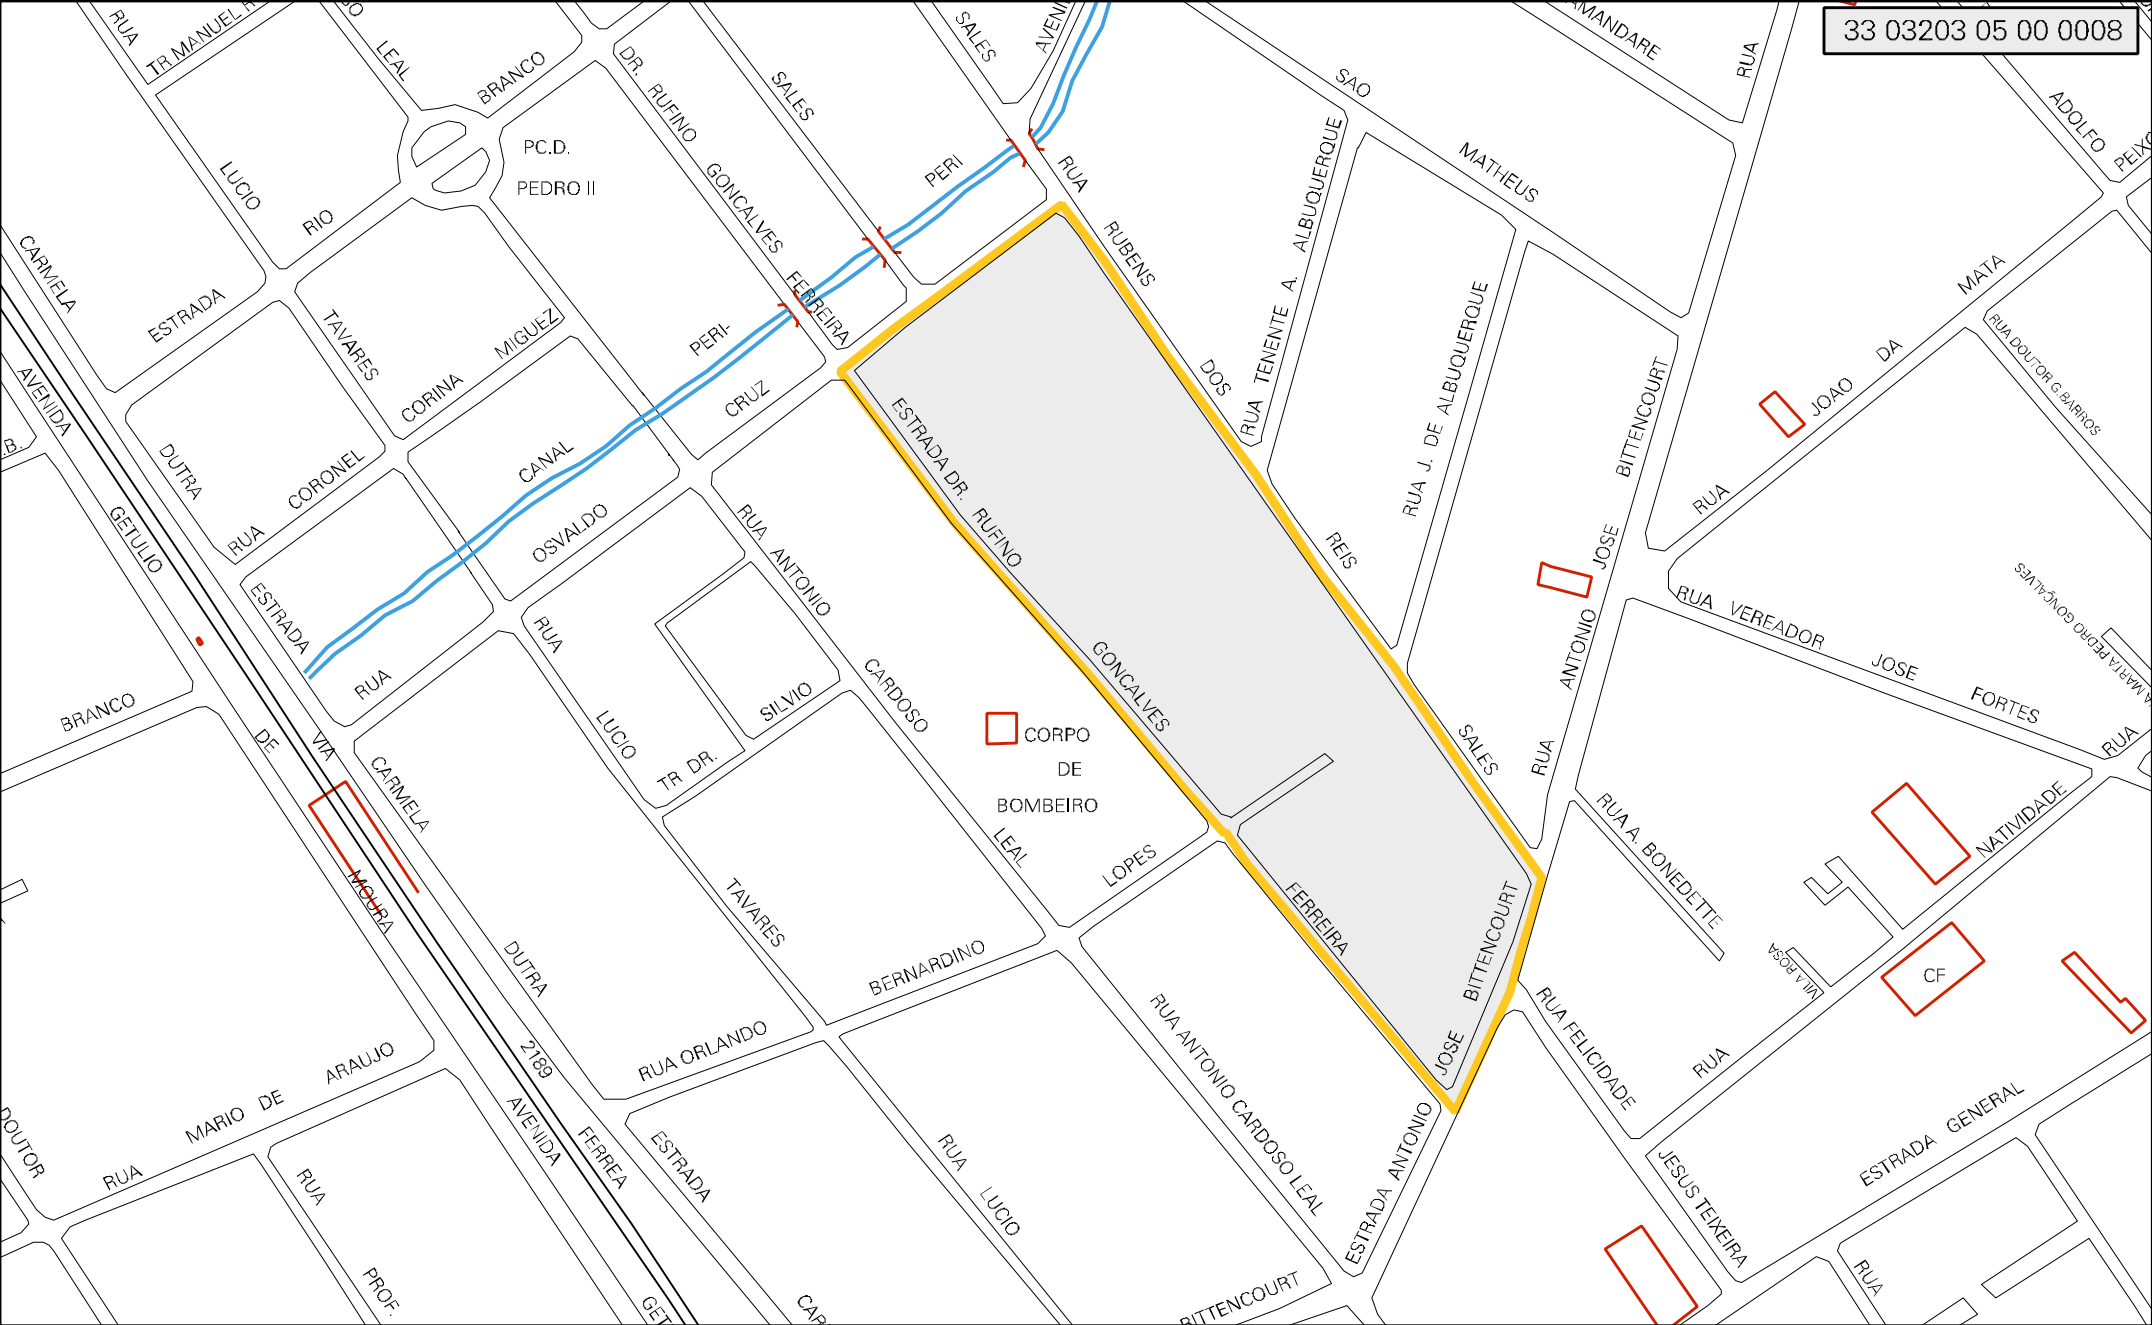 33 03203 05 00 0008
RUA
TR MANUEL R
LEAL
BRANCO
DR. RUFINO GONCALVES FERREIRA
SALES
SALES
AVENI
SAO MATHEUS
AMANDARE
RUA
ADOLFO
PEIXO
PC.D.
PEDRO II
LUCIO
RIO
PERI
RUA RUBENS DOS REIS SALES
RUA TENENTE A. ALBUQUERQUE
RUA J. DE ALBUQUERQUE
CARMELA
ESTRADA
TAVARES
CORINA MIGUEZ
PERI-
CRUZ
RUA JOAO DA MATA
RUA DOUTOR G.BARROS
AVENIDA
B.
DUTRA
RUA CORONEL
CANAL
OSVALDO
ESTRADA DR. RUFINO GONCALVES FERREIRA
RUA ANTONIO JOSE BITTENCOURT
GETULIO
ESTRADA
RUA
RUA ANTONIO CARDOSO LEAL
RUA VEREADOR JOSE FORTES
MARTA PEDRO GONÇALVES
BRANCO
DE
VIA
CARMELA
RUA
LUCIO
TR DR. SILVIO
CORPO
DE
BOMBEIRO
RUA
RUA A. BONEDETTE
NATIVIDADE
MOURA
TAVARES
LOPES
BERNARDINO
DUTRA
RUA ORLANDO
JOSE BITTENCOURT
VILA ROSA
CF
RUA
RUA FELICIDADE
RUA ANTONIO CARDOSO LEAL
2189
RUA MARIO DE ARAUJO
DOUTOR
AVENIDA
FERREA
ESTRADA
RUA
LUCIO
ESTRADA ANTONIO
JESUS TEIXEIRA
ESTRADA GENERAL
RUA
PROF.
GET
CAR
BITTENCOURT
RUA